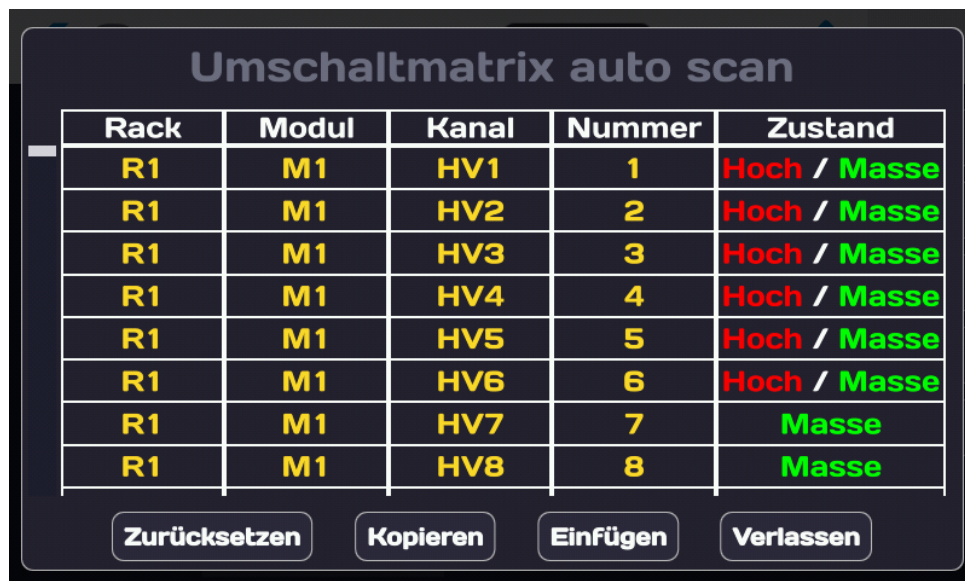 Umschaltmatrix auto scan
Rack Modul Kanal Nummer Zustand
R1 M1 HV1 1 Hoch / Masse
R1 M1 HV2 2 Hoch / Masse
R1 M1 HV3 3 Hoch / Masse
R1 M1 HV4 4 Hoch / Masse
R1 M1 HV5 5 Hoch / Masse
R1 M1 HV6 6 Hoch / Masse
R1 M1 HV7 7 Masse
R1 M1 HV8 8 Masse
Zurücksetzen Kopieren Einfügen Verlassen